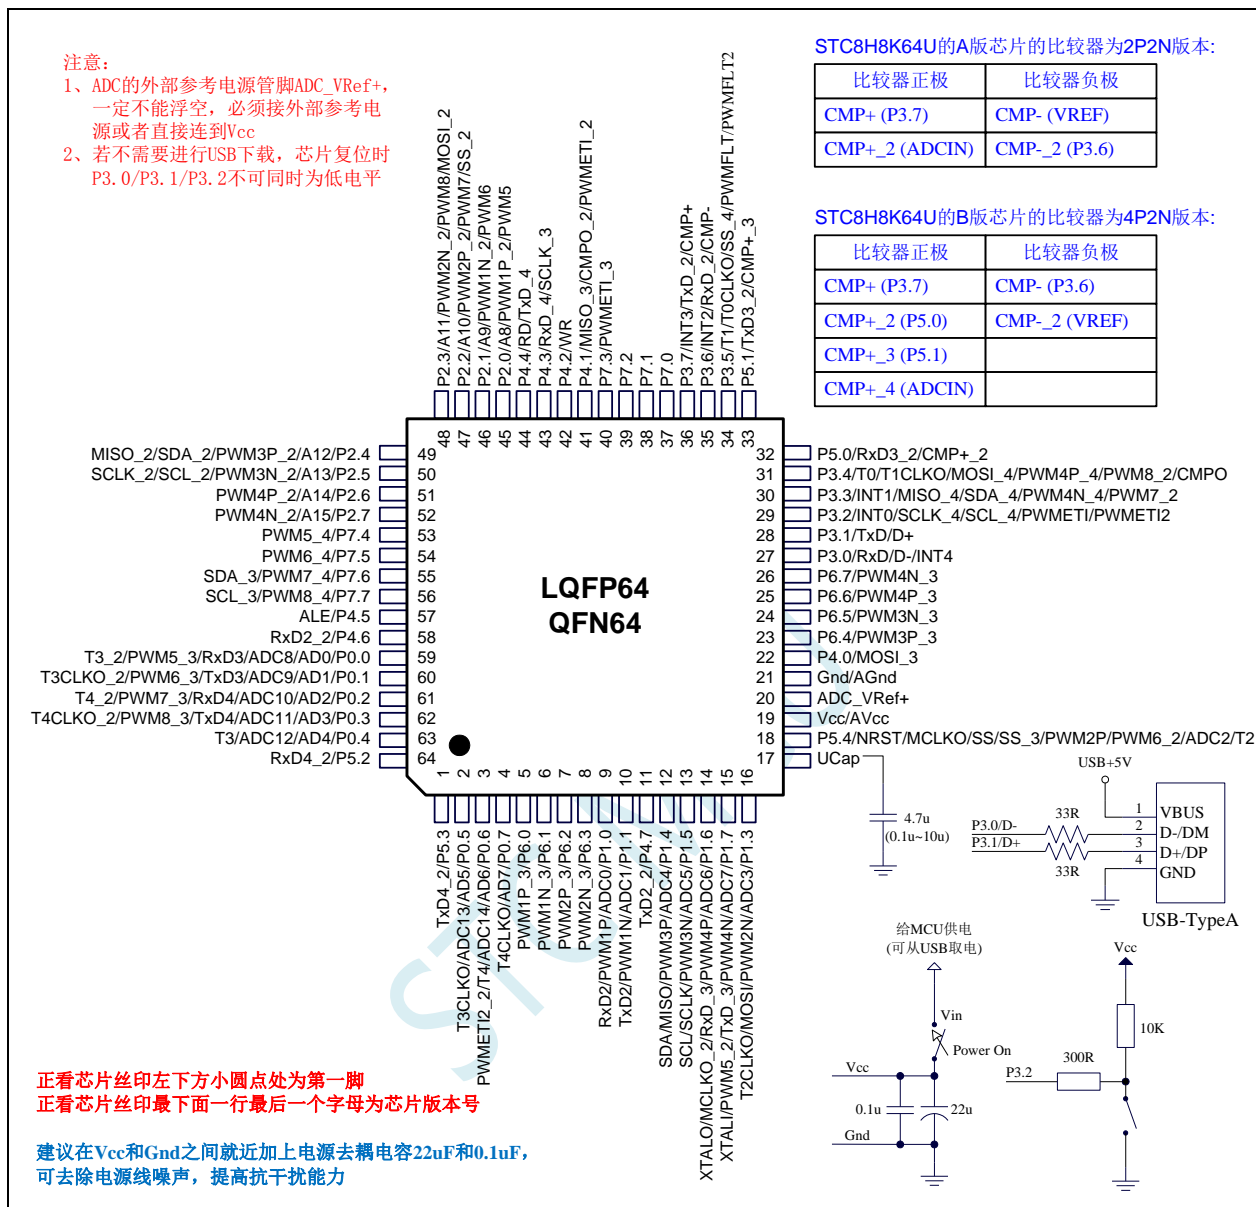 注意:
1、ADC的外部参考电源管脚ADC_VRef+,
一定不能浮空，必须接外部参考电
源或者直接连到Vcc
2、若不需要进行USB下载，芯片复位时
P3.0/P3.1/P3.2不可同时为低电平
STC8H8K64U的A版芯片的比较器为2P2N版本:
比较器正极 比较器负极
CMP+ (P3.7) CMP- (VREF)
CMP+_2 (ADCIN) CMP-_2 (P3.6)
STC8H8K64U的B版芯片的比较器为4P2N版本:
比较器正极 比较器负极
CMP+ (P3.7) CMP- (P3.6)
CMP+_2 (P5.0) CMP-_2 (VREF)
CMP+_3 (P5.1)
CMP+_4 (ADCIN)
P2.3/A11/PWM2N_2/PWM8/MOSI_2
P2.2/A10/PWM2P_2/PWM7/SS_2
P2.1/A9/PWM1N_2/PWM6
P2.0/A8/PWM1P_2/PWM5
P4.4/RD/TxD_4
P4.3/RxD_4/SCLK_3
P4.2/WR
P4.1/MISO_3/CMPO_2/PWMETI_2
P7.3/PWMETI_3
P7.2
P7.1
P7.0
P3.7/INT3/TxD_2/CMP+
P3.6/INT2/RxD_2/CMP-
P3.5/T1/T0CLKO/SS_4/PWMFLT/PWMFLT2
P5.1/TxD3_2/CMP+_3
48 47 46 45 44 43 42 41 40 39 38 37 36 35 34 33
MISO_2/SDA_2/PWM3P_2/A12/P2.4 49
SCLK_2/SCL_2/PWM3N_2/A13/P2.5 50
PWM4P_2/A14/P2.6 51
PWM4N_2/A15/P2.7 52
PWM5_4/P7.4 53
PWM6_4/P7.5 54
SDA_3/PWM7_4/P7.6 55
SCL_3/PWM8_4/P7.7 56
ALE/P4.5 57
RxD2_2/P4.6 58
T3_2/PWM5_3/RxD3/ADC8/AD0/P0.0 59
T3CLKO_2/PWM6_3/TxD3/ADC9/AD1/P0.1 60
T4_2/PWM7_3/RxD4/ADC10/AD2/P0.2 61
T4CLKO_2/PWM8_3/TxD4/ADC11/AD3/P0.3 62
T3/ADC12/AD4/P0.4 63
RxD4_2/P5.2 64
LQFP64
QFN64
32 P5.0/RxD3_2/CMP+_2
31 P3.4/T0/T1CLKO/MOSI_4/PWM4P_4/PWM8_2/CMPO
30 P3.3/INT1/MISO_4/SDA_4/PWM4N_4/PWM7_2
29 P3.2/INT0/SCLK_4/SCL_4/PWMETI/PWMETI2
28 P3.1/TxD/D+
27 P3.0/RxD/D-/INT4
26 P6.7/PWM4N_3
25 P6.6/PWM4P_3
24 P6.5/PWM3N_3
23 P6.4/PWM3P_3
22 P4.0/MOSI_3
21 Gnd/AGnd
20 ADC_VRef+
19 Vcc/AVcc
18 P5.4/NRST/MCLKO/SS/SS_3/PWM2P/PWM6_2/ADC2/T2
17 UCap
1 2 3 4 5 6 7 8 9 10 11 12 13 14 15 16
TxD4_2/P5.3
T3CLKO/ADC13/AD5/P0.5
PWMETI2_2/T4/ADC14/AD6/P0.6
T4CLKO/AD7/P0.7
PWM1P_3/P6.0
PWM1N_3/P6.1
PWM2P_3/P6.2
PWM2N_3/P6.3
RxD2/PWM1P/ADC0/P1.0
TxD2/PWM1N/ADC1/P1.1
TxD2_2/P4.7
SDA/MISO/PWM3P/ADC4/P1.4
SCL/SCLK/PWM3N/ADC5/P1.5
XTALO/MCLKO_2/RxD_3/PWM4P/ADC6/P1.6
XTALI/PWM5_2/TxD_3/PWM4N/ADC7/P1.7
T2CLKO/MOSI/PWM2N/ADC3/P1.3
4.7u
(0.1u~10u)
USB+5V
1 VBUS
P3.0/D- 33R 2 D-/DM
P3.1/D+ 33R 3 D+/DP
4 GND
USB-TypeA
给MCU供电
(可从USB取电)
Vin
Power On
Vcc
0.1u 22u
Gnd
Vcc
10K
300R
P3.2
正看芯片丝印左下方小圆点处为第一脚
正看芯片丝印最下面一行最后一个字母为芯片版本号
建议在Vcc和Gnd之间就近加上电源去耦电容22uF和0.1uF，
可去除电源线噪声，提高抗干扰能力